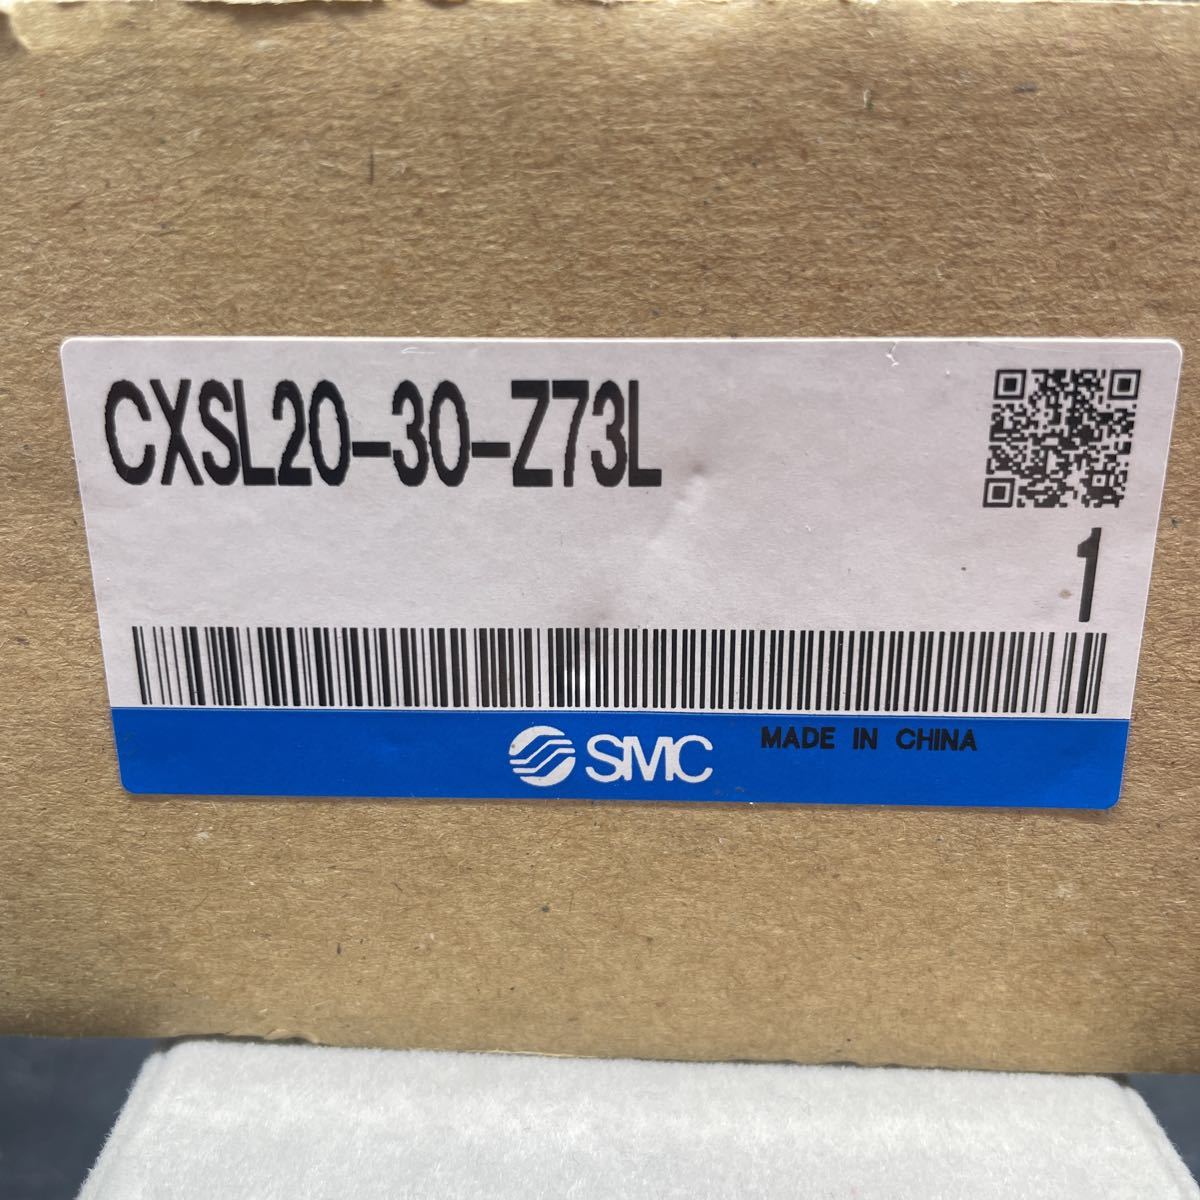 CXSL20-30-Z73L
1
SMC
MADE IN CHINA